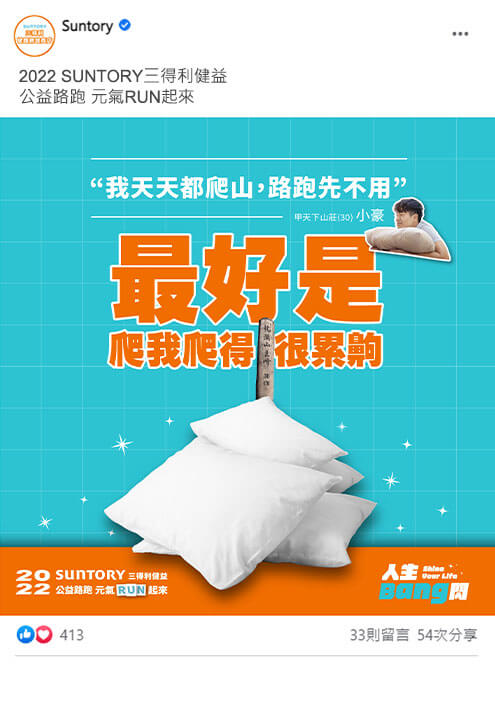 Suntory
2022 SUNTORY三得利健益
公益路跑 元氣RUN起來
“我天天都爬山，路跑先不用”
甲天下山莊(30) 小豪
最好是
爬我爬得很累齁
2022 SUNTORY 三得利健益
公益路跑 元氣RUN起來
人生 Shine Your Life
Bang閃
413
33則留言 54次分享